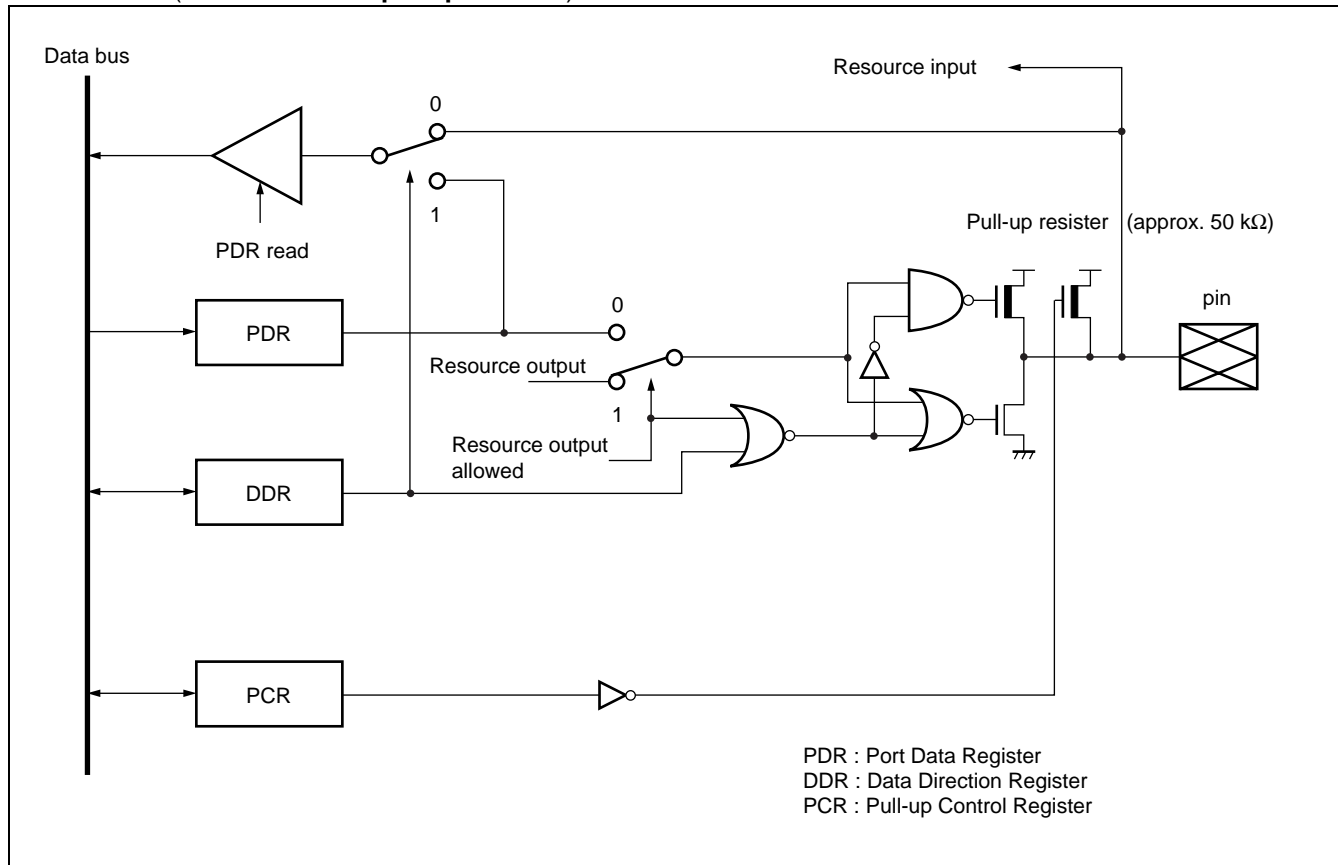 Data bus
Resource input
0
1
PDR read
Pull-up resister (approx. 50 kΩ)
pin
PDR
0
Resource output
1
Resource output
allowed
DDR
PCR
PDR : Port Data Register
DDR : Data Direction Register
PCR : Pull-up Control Register